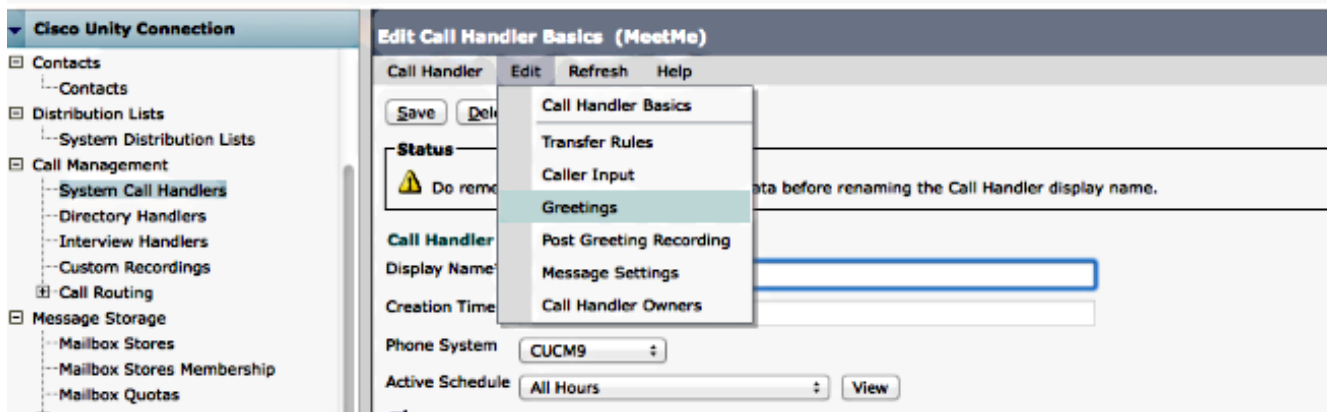 Cisco Unity Connection
Contacts
Contacts
Distribution Lists
System Distribution Lists
Call Management
System Call Handlers
Directory Handlers
Interview Handlers
Custom Recordings
Call Routing
Message Storage
Mailbox Stores
Mailbox Stores Membership
Mailbox Quotas
Edit Call Handler Basics (MeetMe)
Call Handler Edit Refresh Help
Save
Call Handler Basics
Transfer Rules
Caller Input
Greetings
Post Greeting Recording
Message Settings
Call Handler Owners
Status
Do before renaming the Call Handler display name.
Call Handler
Display Name
Creation Time
Phone System CUCM9
Active Schedule All Hours View